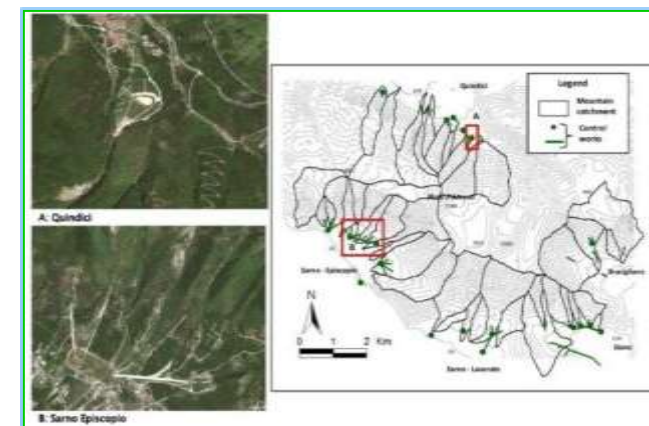 A: Quindici
B: Sarno Episcopio
Quindici
A
Legend
Mountain
catchment
Control
works
B
Sarno - Episcopio
Bracigliano
N
0 1 2 Km
Siano
Sarno - Lavorate